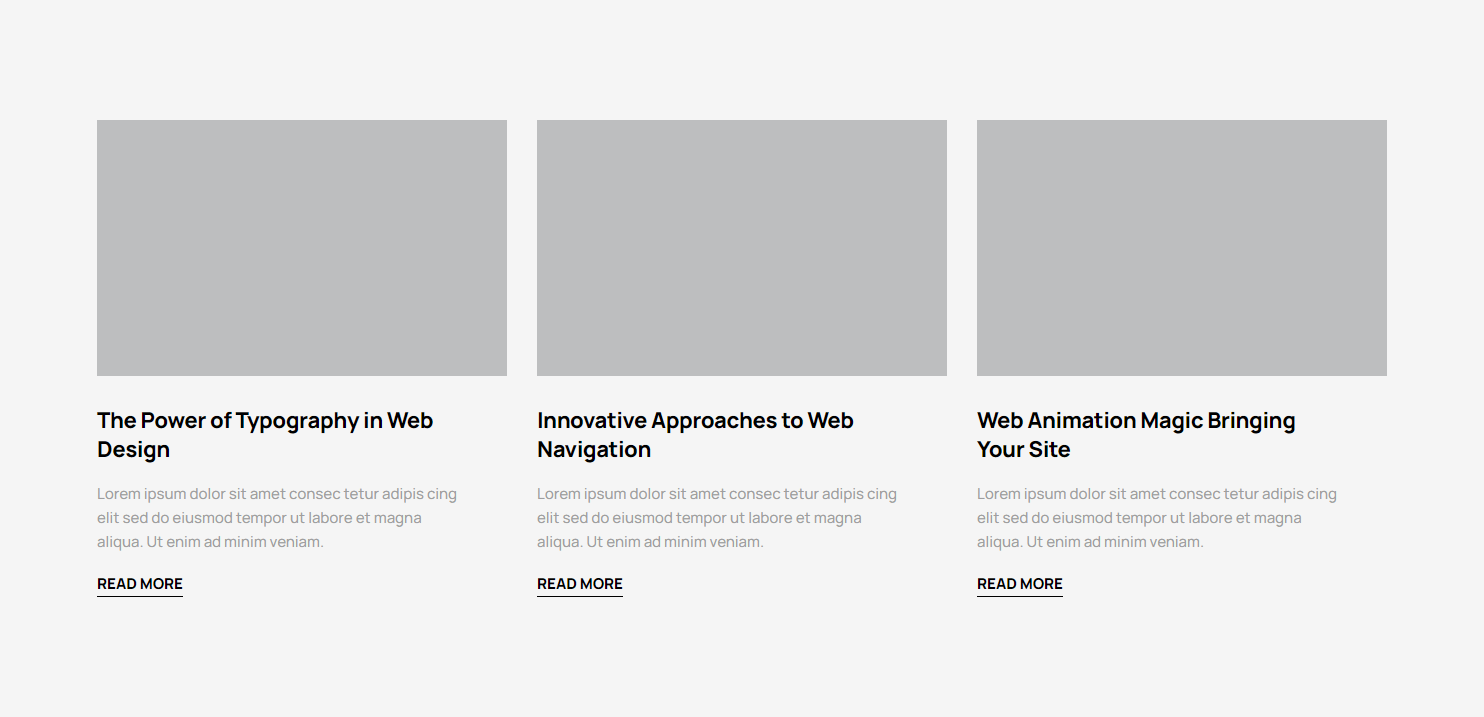 The Power of Typography in Web
Design
Lorem ipsum dolor sit amet consec tetur adipis cing
elit sed do eiusmod tempor ut labore et magna
aliqua. Ut enim ad minim veniam.
READ MORE
Innovative Approaches to Web
Navigation
Lorem ipsum dolor sit amet consec tetur adipis cing
elit sed do eiusmod tempor ut labore et magna
aliqua. Ut enim ad minim veniam.
READ MORE
Web Animation Magic Bringing
Your Site
Lorem ipsum dolor sit amet consec tetur adipis cing
elit sed do eiusmod tempor ut labore et magna
aliqua. Ut enim ad minim veniam.
READ MORE